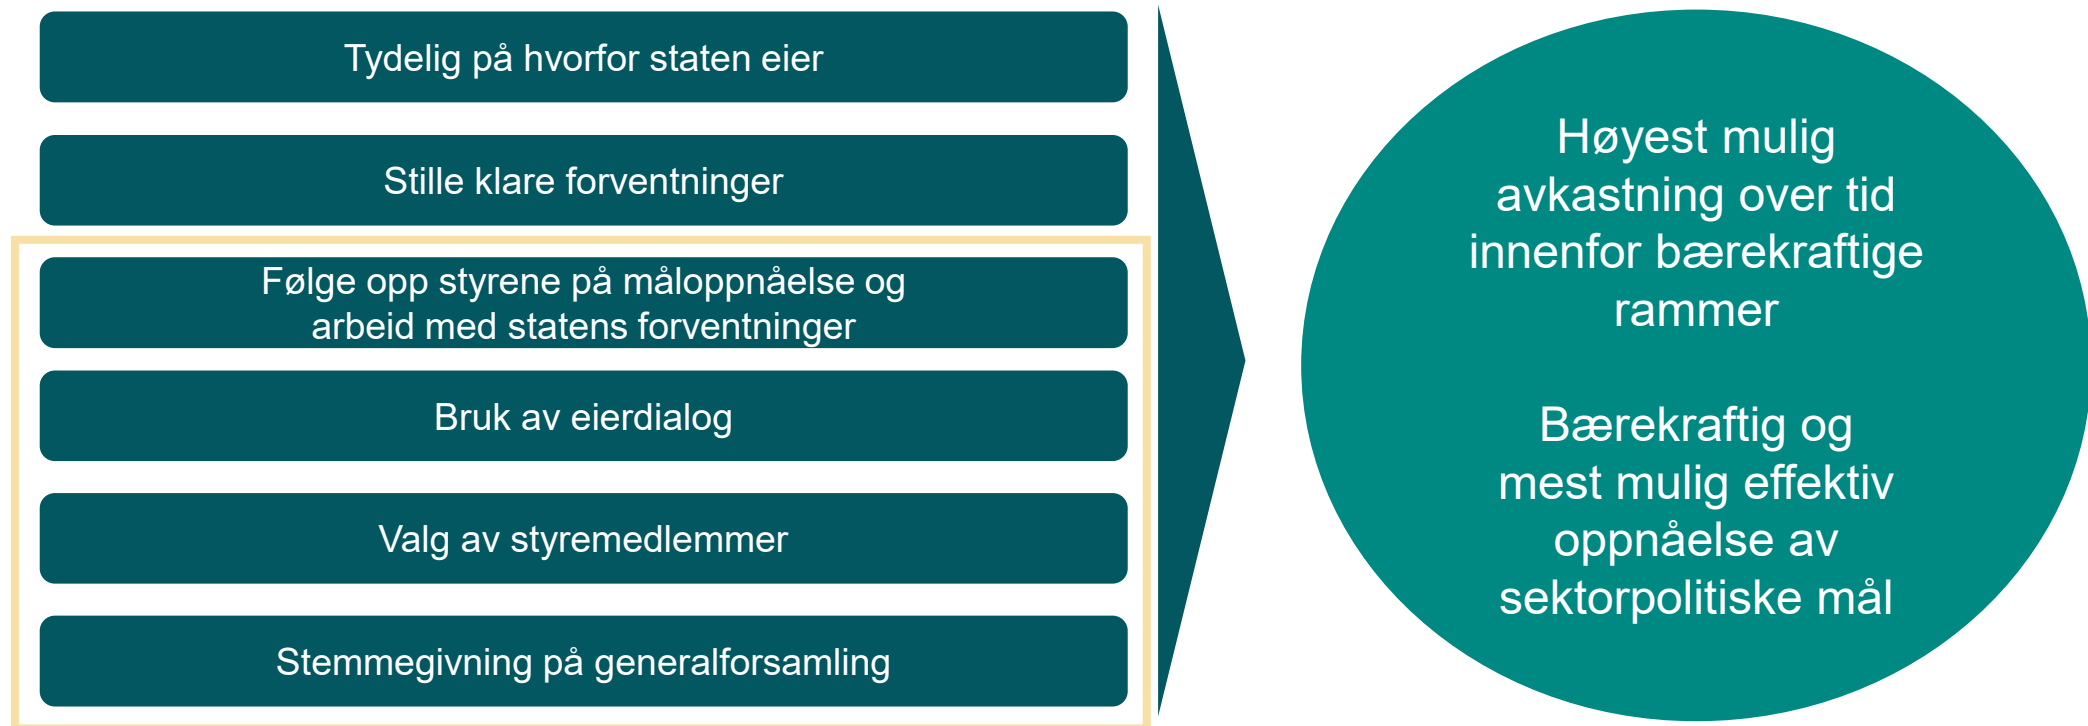 Tydelig på hvorfor staten eier
Stille klare forventninger
Følge opp styrene på måloppnåelse og
arbeid med statens forventninger
Bruk av eierdialog
Valg av styremedlemmer
Stemmegivning på generalforsamling
Høyest mulig
avkastning over tid
innenfor bærekraftige
rammer
Bærekraftig og
mest mulig effektiv
oppnåelse av
sektorpolitiske mål